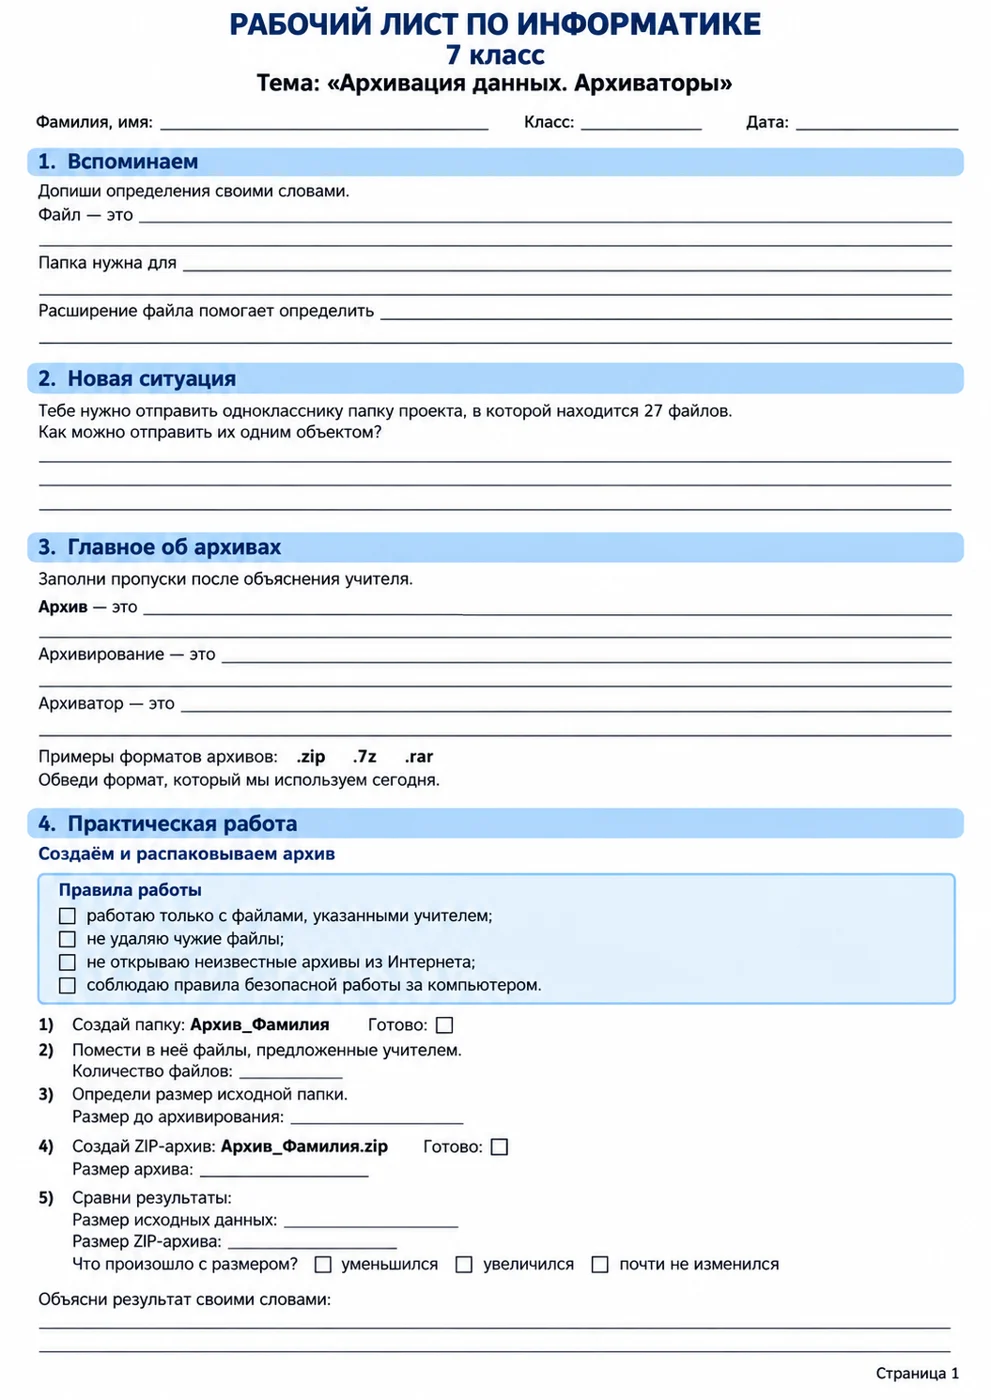 РАБОЧИЙ ЛИСТ ПО ИНФОРМАТИКЕ
7 класс
Тема: «Архивация данных. Архиваторы»
Фамилия, имя: Класс: Дата:
1. Вспоминаем
Допиши определения своими словами.
Файл — это
Папка нужна для
Расширение файла помогает определить
2. Новая ситуация
Тебе нужно отправить однокласснику папку проекта, в которой находится 27 файлов.
Как можно отправить их одним объектом?
3. Главное об архивах
Заполни пропуски после объяснения учителя.
Архив — это
Архивирование — это
Архиватор — это
Примеры форматов архивов: .zip .7z .rar
Обведи формат, который мы используем сегодня.
4. Практическая работа
Создаём и распаковываем архив
Правила работы
работаю только с файлами, указанными учителем;
не удаляю чужие файлы;
не открываю неизвестные архивы из Интернета;
соблюдаю правила безопасной работы за компьютером.
1) Создай папку: Архив_Фамилия Готово:
2) Помести в неё файлы, предложенные учителем.
Количество файлов:
3) Определи размер исходной папки.
Размер до архивирования:
4) Создай ZIP-архив: Архив_Фамилия.zip Готово:
Размер архива:
5) Сравни результаты:
Размер исходных данных:
Размер ZIP-архива:
Что произошло с размером? уменьшился увеличился почти не изменился
Объясни результат своими словами:
Страница 1